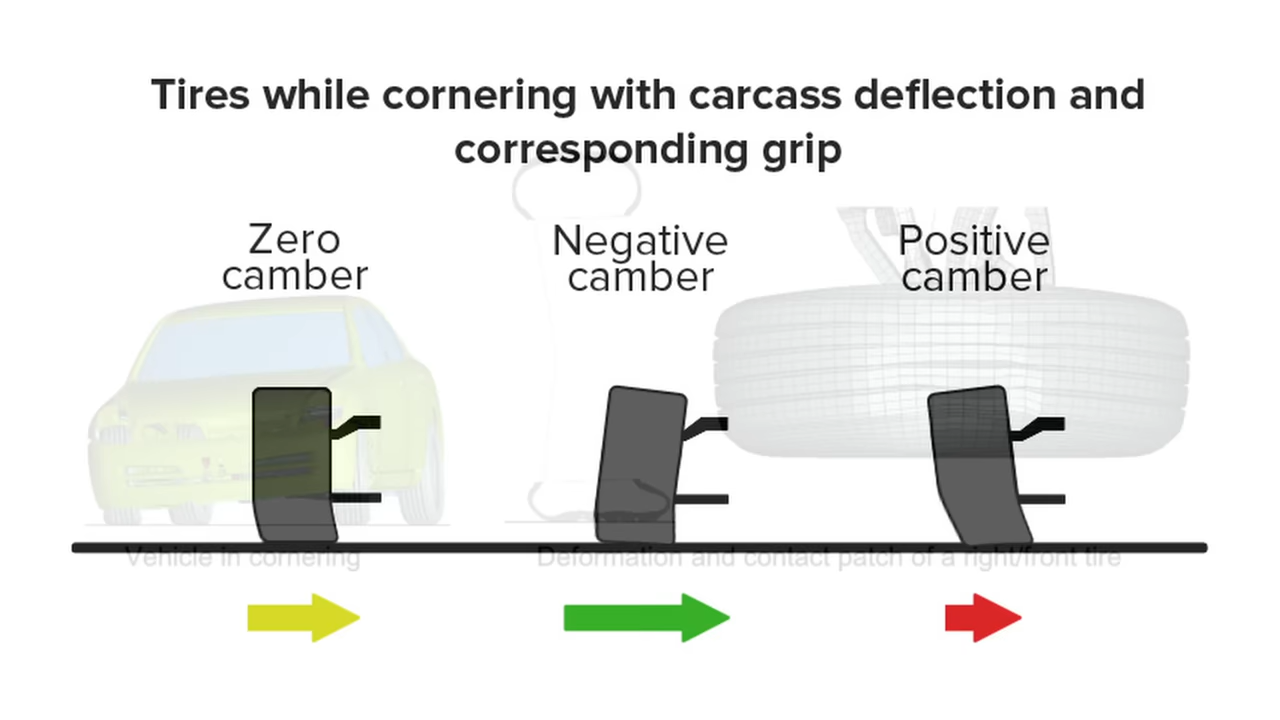 Tires while cornering with carcass deflection and
corresponding grip
Zero
camber
Negative
camber
Positive
camber
Vehicle in cornering
Deformation and contact patch of a right/front tire